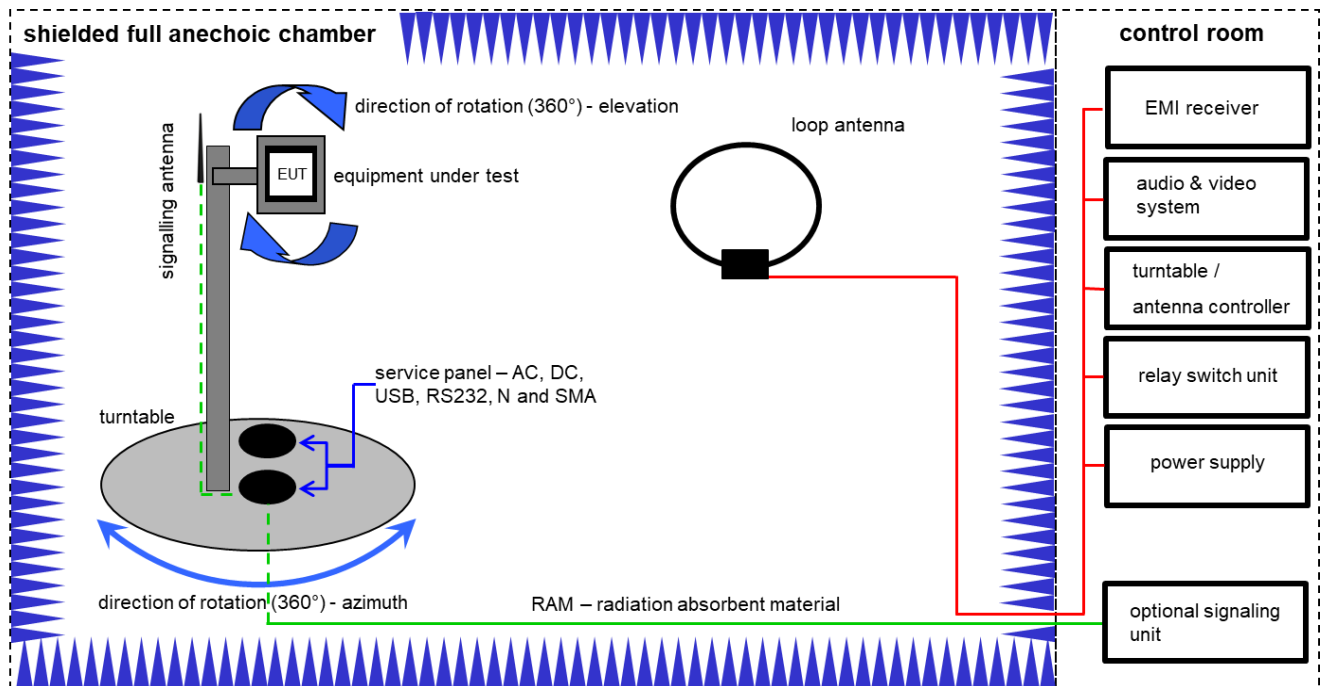 shielded full anechoic chamber
control room
direction of rotation (360°) - elevation
signalling antenna
EUT
equipment under test
loop antenna
service panel – AC, DC,
USB, RS232, N and SMA
turntable
direction of rotation (360°) - azimuth
RAM – radiation absorbent material
EMI receiver
audio & video
system
turntable /
antenna controller
relay switch unit
power supply
optional signaling
unit